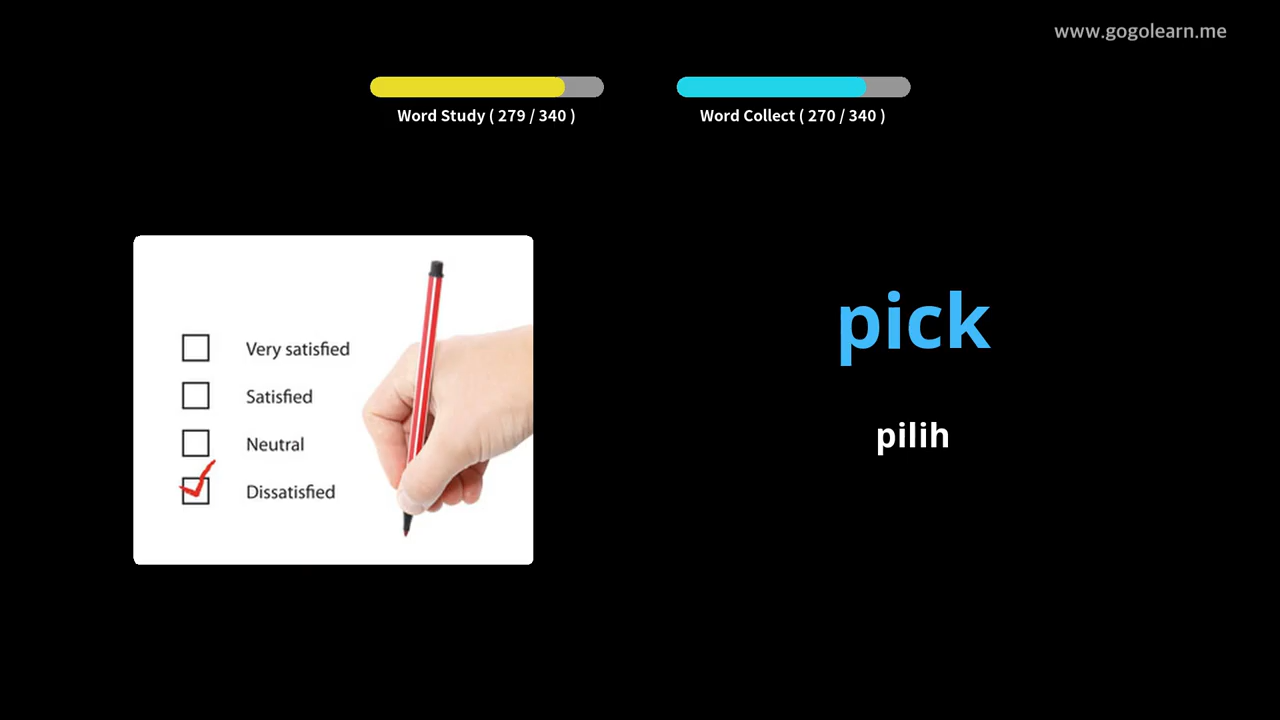 www.gogolearn.me
Word Study ( 279 / 340 )
Word Collect ( 270 / 340 )
Very satisfied
Satisfied
Neutral
Dissatisfied
pick
pilih